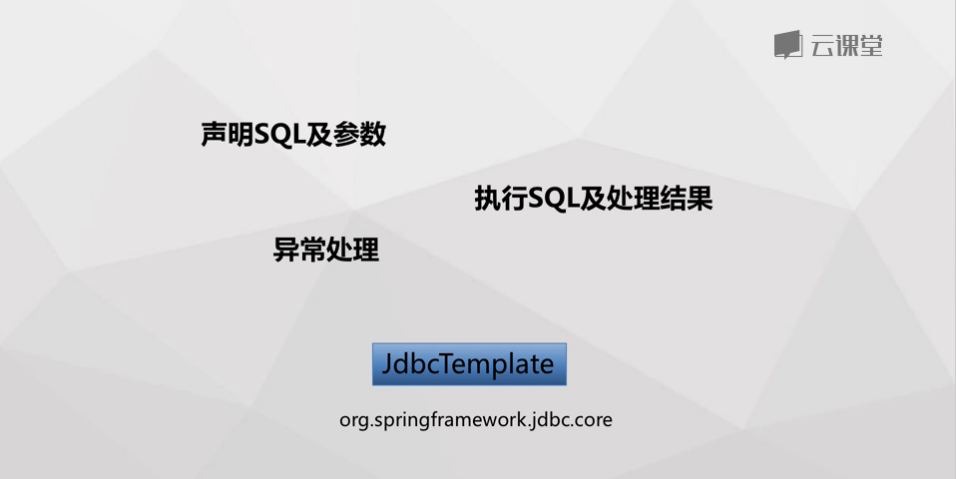 云课堂
声明SQL及参数
执行SQL及处理结果
异常处理
JdbcTemplate
org.springframework.jdbc.core